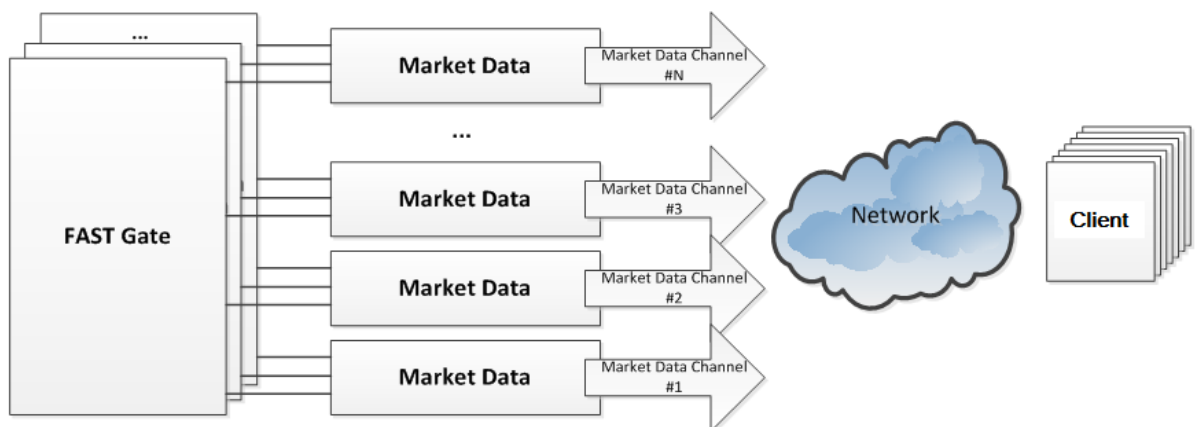 ...
FAST Gate
Market Data
Market Data Channel
#N
...
Market Data
Market Data Channel
#3
Market Data
Market Data Channel
#2
Market Data
Market Data Channel
#1
Network
Client